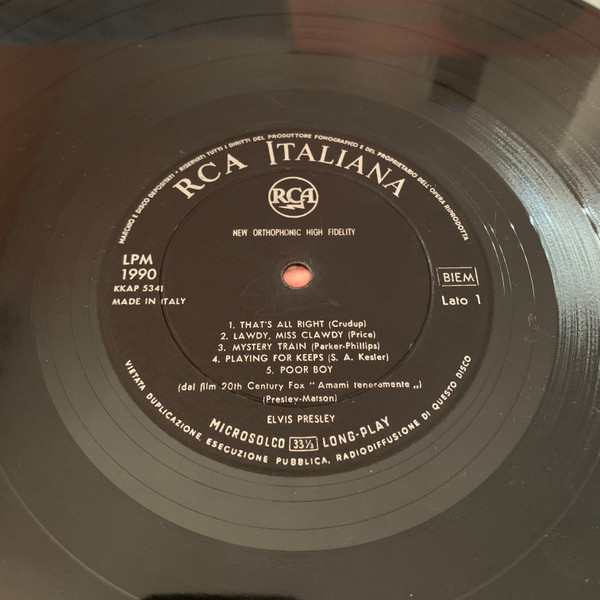 MARCHIO E DISCO DEPOSITATI • RISERVATI TUTTI I DIRITTI DEL PRODUTTORE FONOGRAFICO E DEL PROPRIETARIO DELL'OPERA RIPRODOTTA
RCA ITALIANA
RCA
NEW ORTHOPHONIC HIGH FIDELITY
LPM
1990
KKAP 5341
MADE IN ITALY
BIEM
Lato 1
1. THAT'S ALL RIGHT (Crudup)
2. LAWDY, MISS CLAWDY (Price)
3. MYSTERY TRAIN (Parker-Phillips)
4. PLAYING FOR KEEPS (S. A. Kesler)
5. POOR BOY
(dal film 20th Century Fox "Amami teneramente„)
(Presley-Matson)
ELVIS PRESLEY
MICROSOLCO 33⅓ LONG-PLAY
VIETATA DUPLICAZIONE, ESECUZIONE PUBBLICA, RADIODIFFUSIONE DI QUESTO DISCO